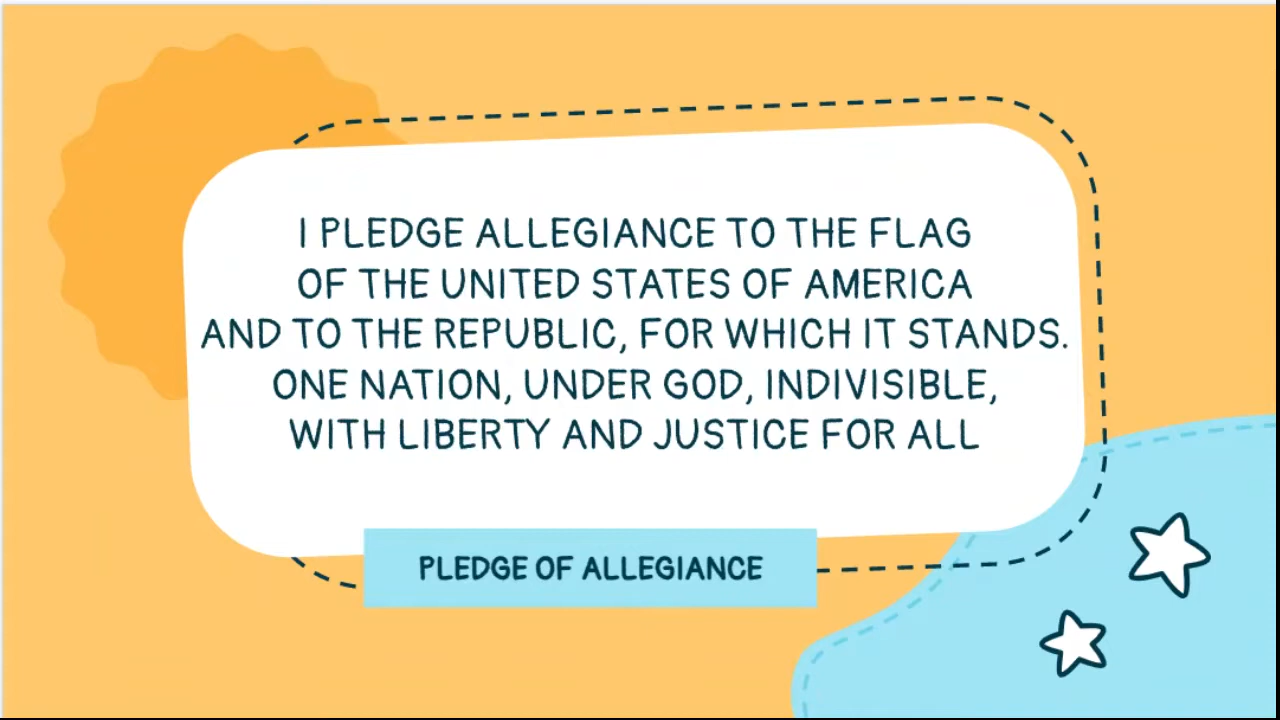 I PLEDGE ALLEGIANCE TO THE FLAG
OF THE UNITED STATES OF AMERICA
AND TO THE REPUBLIC, FOR WHICH IT STANDS.
ONE NATION, UNDER GOD, INDIVISIBLE,
WITH LIBERTY AND JUSTICE FOR ALL
PLEDGE OF ALLEGIANCE